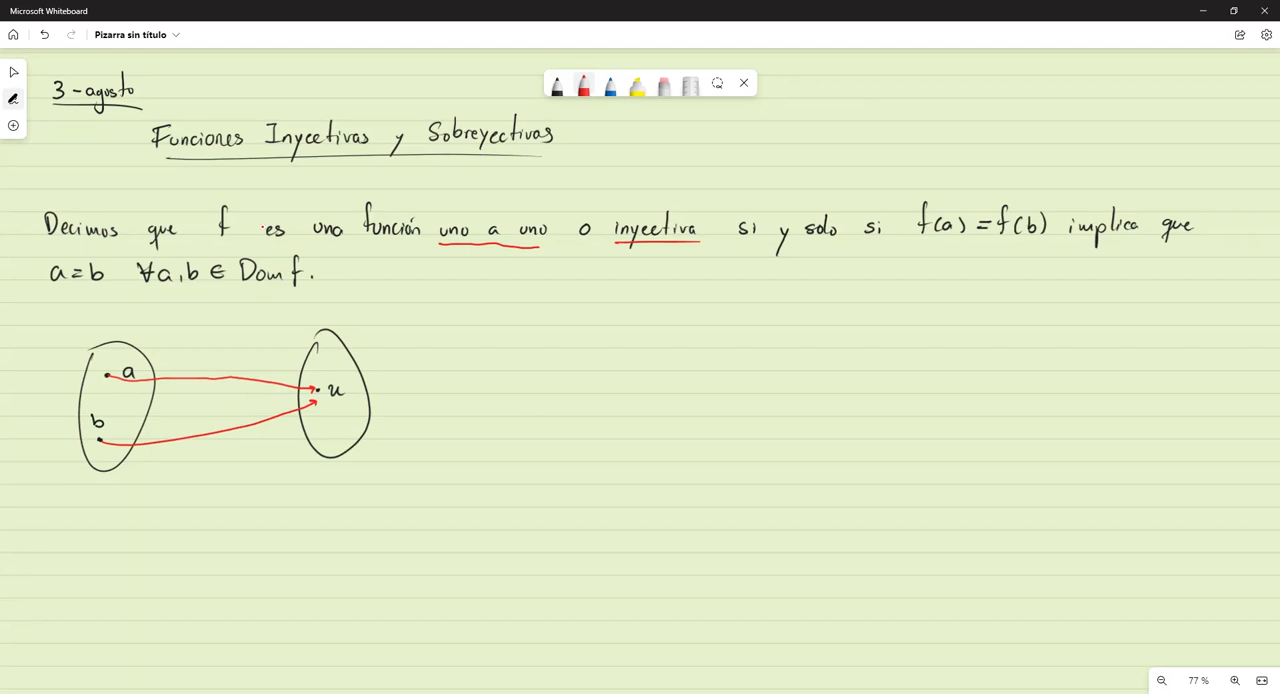 Microsoft Whiteboard
Pizarra sin título
3-agosto
Funciones Inyectivas y Sobreyectivas
Decimos que f es una función uno a uno o inyectiva si y solo si f(a) = f(b) implica que
a = b ∀a,b ∈ Dom f.
a
u
b
77 %